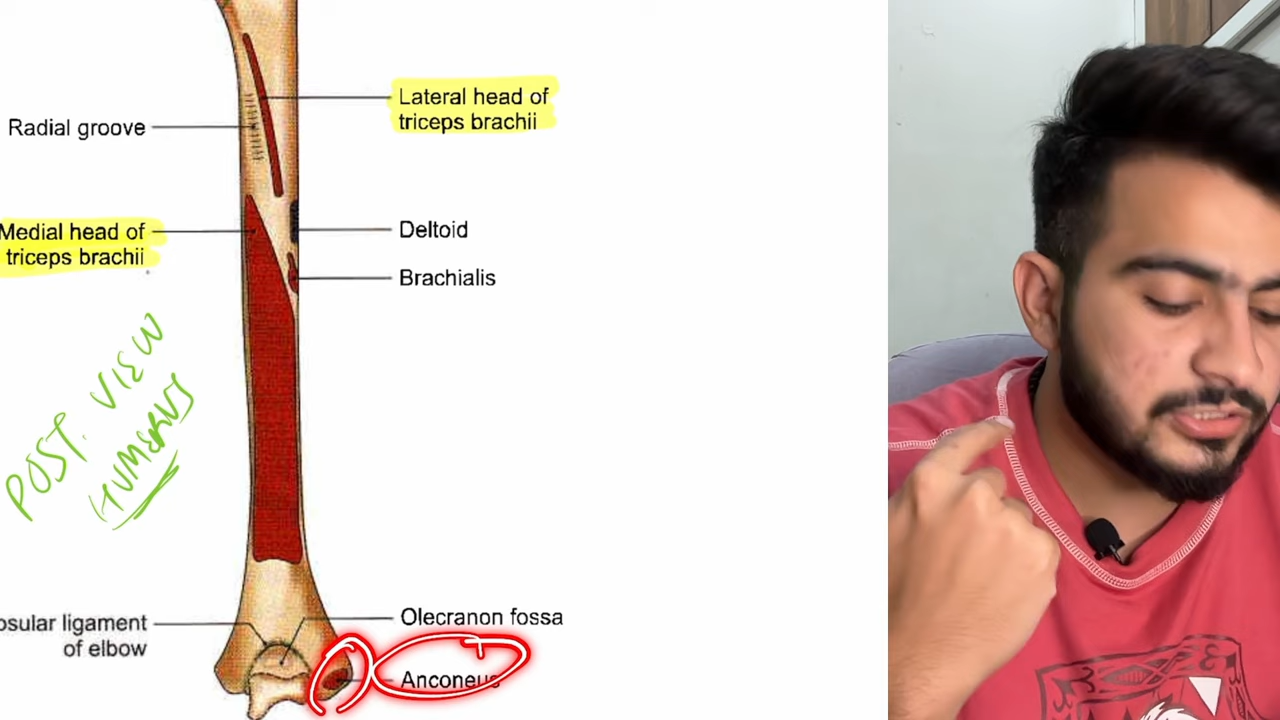 Lateral head of
triceps brachii
Radial groove
Medial head of
triceps brachii
Deltoid
Brachialis
POST. VIEW
HUMERUS
Olecranon fossa
osular ligament
of elbow
Anconeus